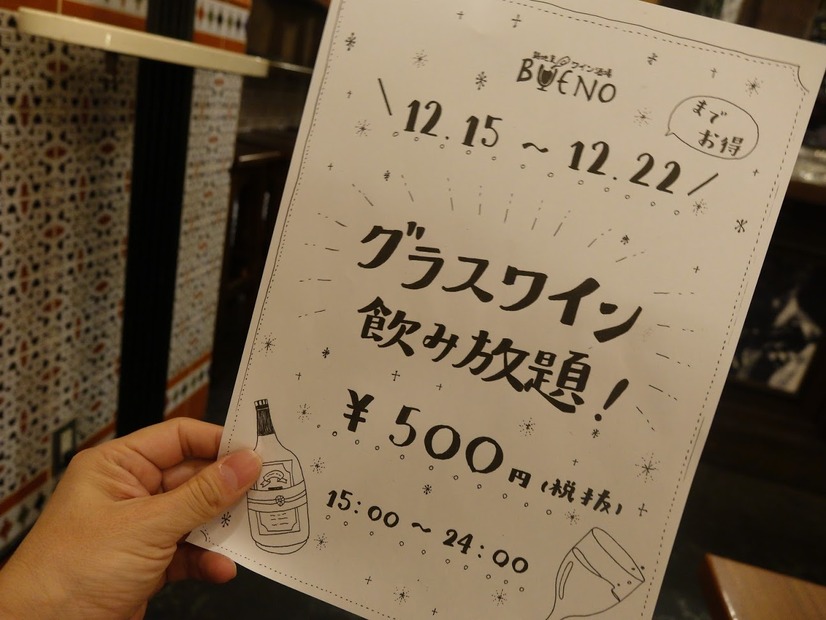 ワイン酒場
BUENO
12.15 ~ 12.22
まで
お得
グラスワイン
飲み放題!
¥500円(税抜)
15:00 ~ 24:00